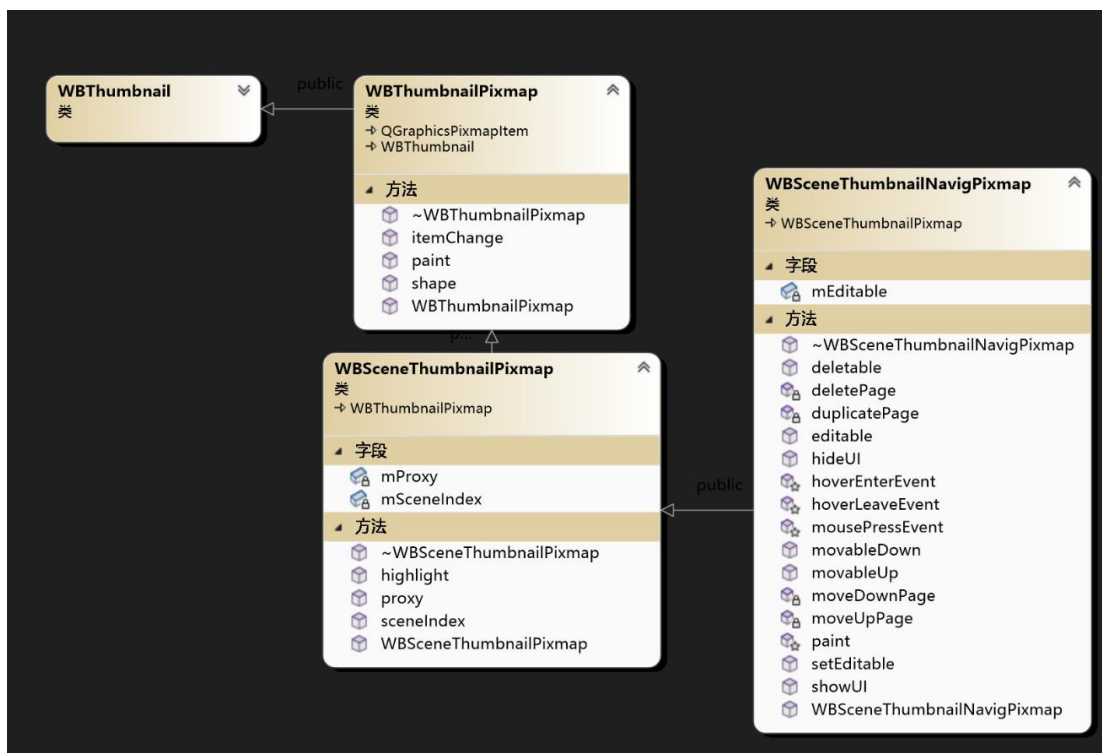 WBThumbnail
类
public
WBThumbnailPixmap
类
QGraphicsPixmapItem
WBThumbnail
方法
~WBThumbnailPixmap
itemChange
paint
shape
WBThumbnailPixmap
p...
WBSceneThumbnailPixmap
类
WBThumbnailPixmap
字段
mProxy
mSceneIndex
方法
~WBSceneThumbnailPixmap
highlight
proxy
sceneIndex
WBSceneThumbnailPixmap
public
WBSceneThumbnailNavigPixmap
类
WBSceneThumbnailPixmap
字段
mEditable
方法
~WBSceneThumbnailNavigPixmap
deletable
deletePage
duplicatePage
editable
hideUI
hoverEnterEvent
hoverLeaveEvent
mousePressEvent
movableDown
movableUp
moveDownPage
moveUpPage
paint
setEditable
showUI
WBSceneThumbnailNavigPixmap